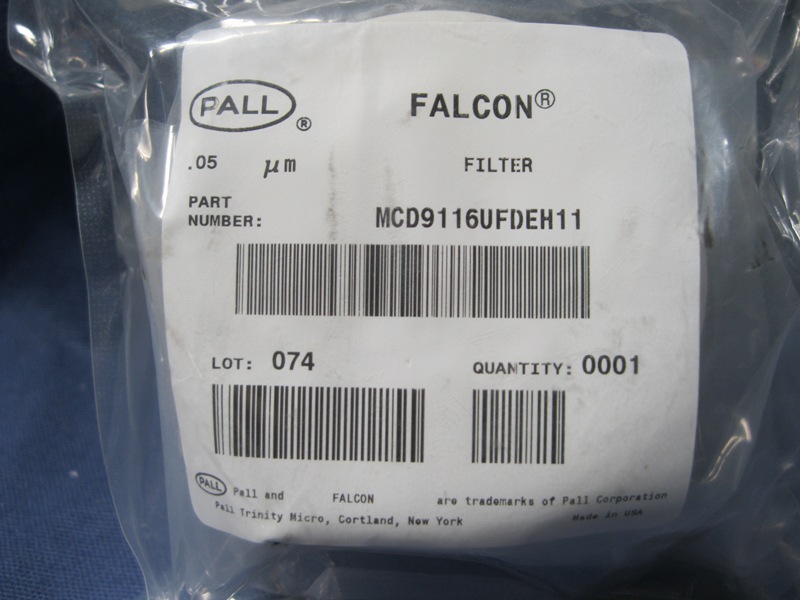 PALL ® FALCON®
.05 μm FILTER
PART
NUMBER: MCD9116UFDEH11
LOT: 074 QUANTITY: 0001
PALL Pall and FALCON are trademarks of Pall Corporation
Pall Trinity Micro, Cortland, New York Made in USA